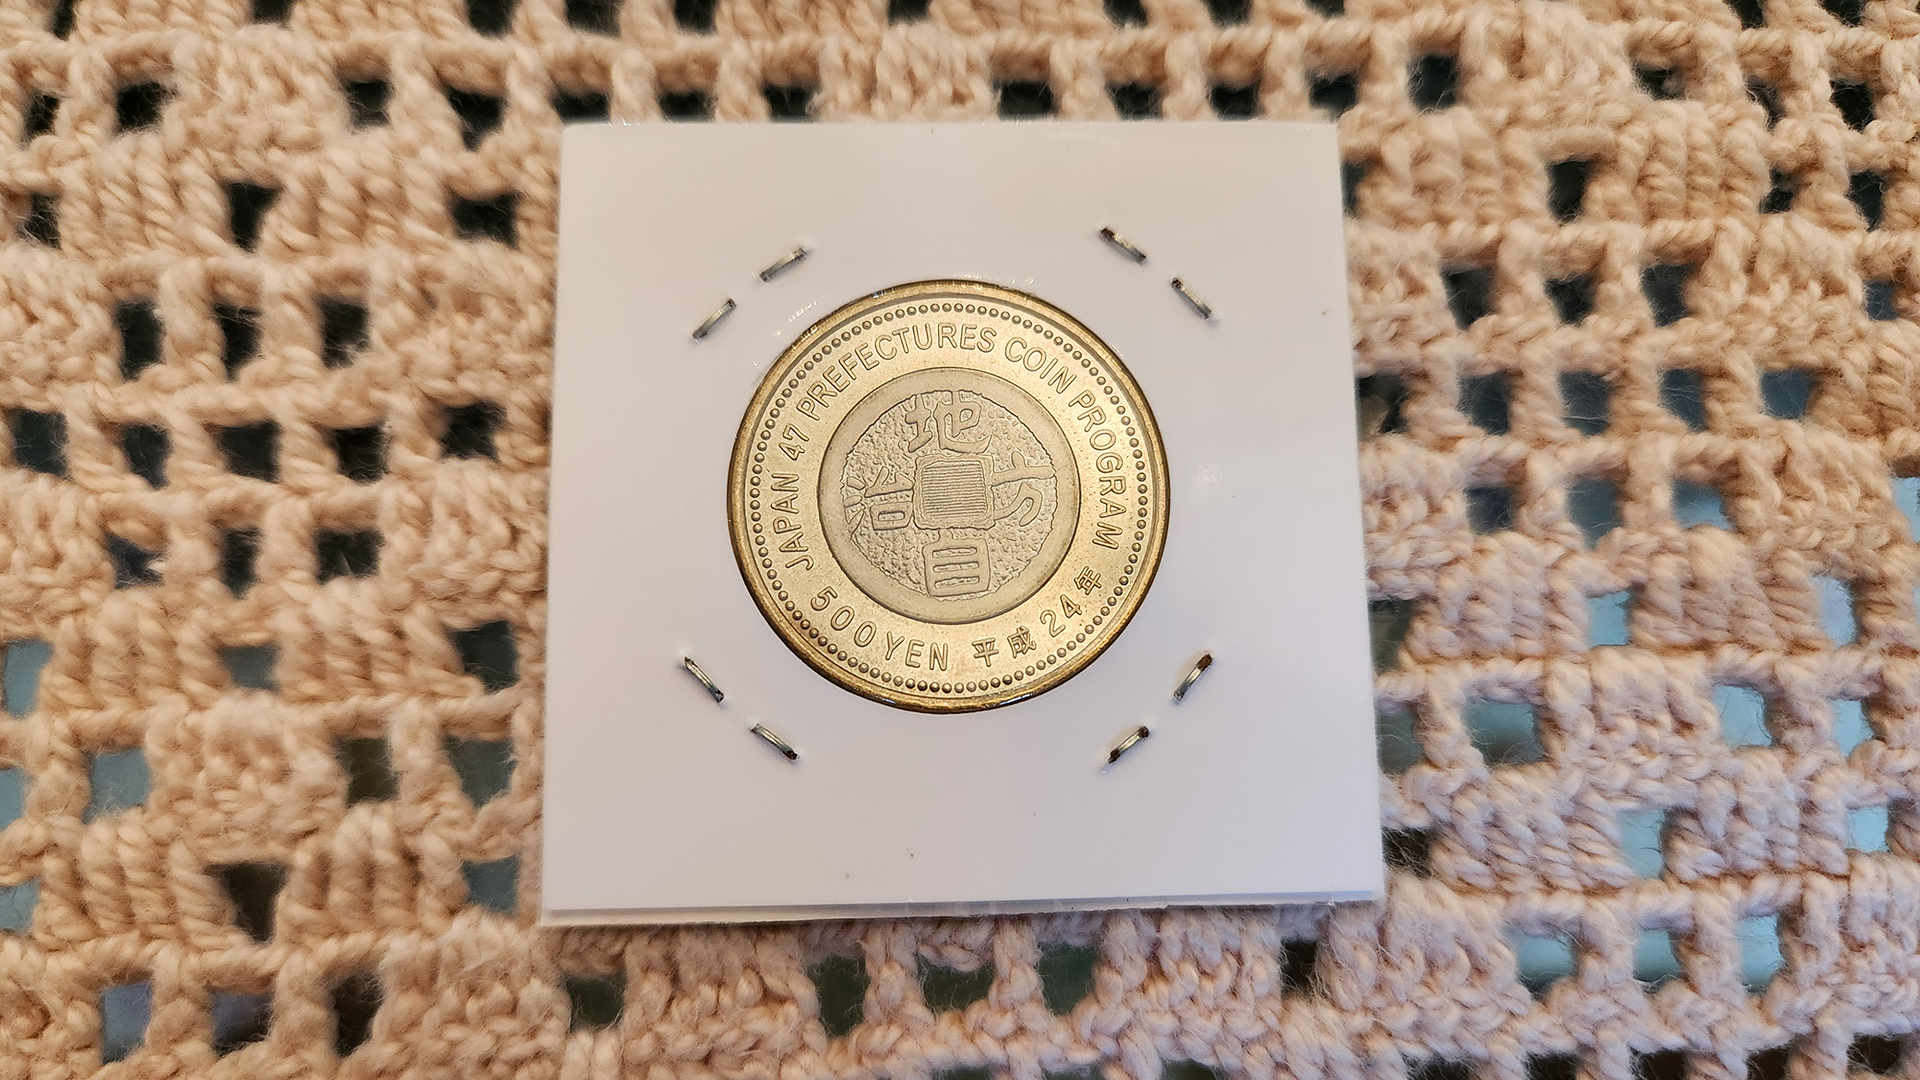 JAPAN 47 PREFECTURES COIN PROGRAM
地方自治
500YEN 平成24年